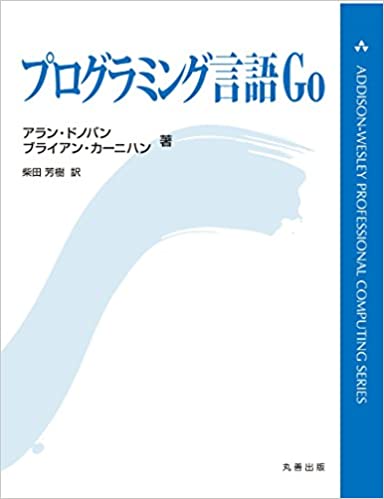 プログラミング言語Go
アラン・ドノバン
ブライアン・カーニハン 著
柴田 芳樹 訳
ADDISON-WESLEY PROFESSIONAL COMPUTING SERIES
丸善出版